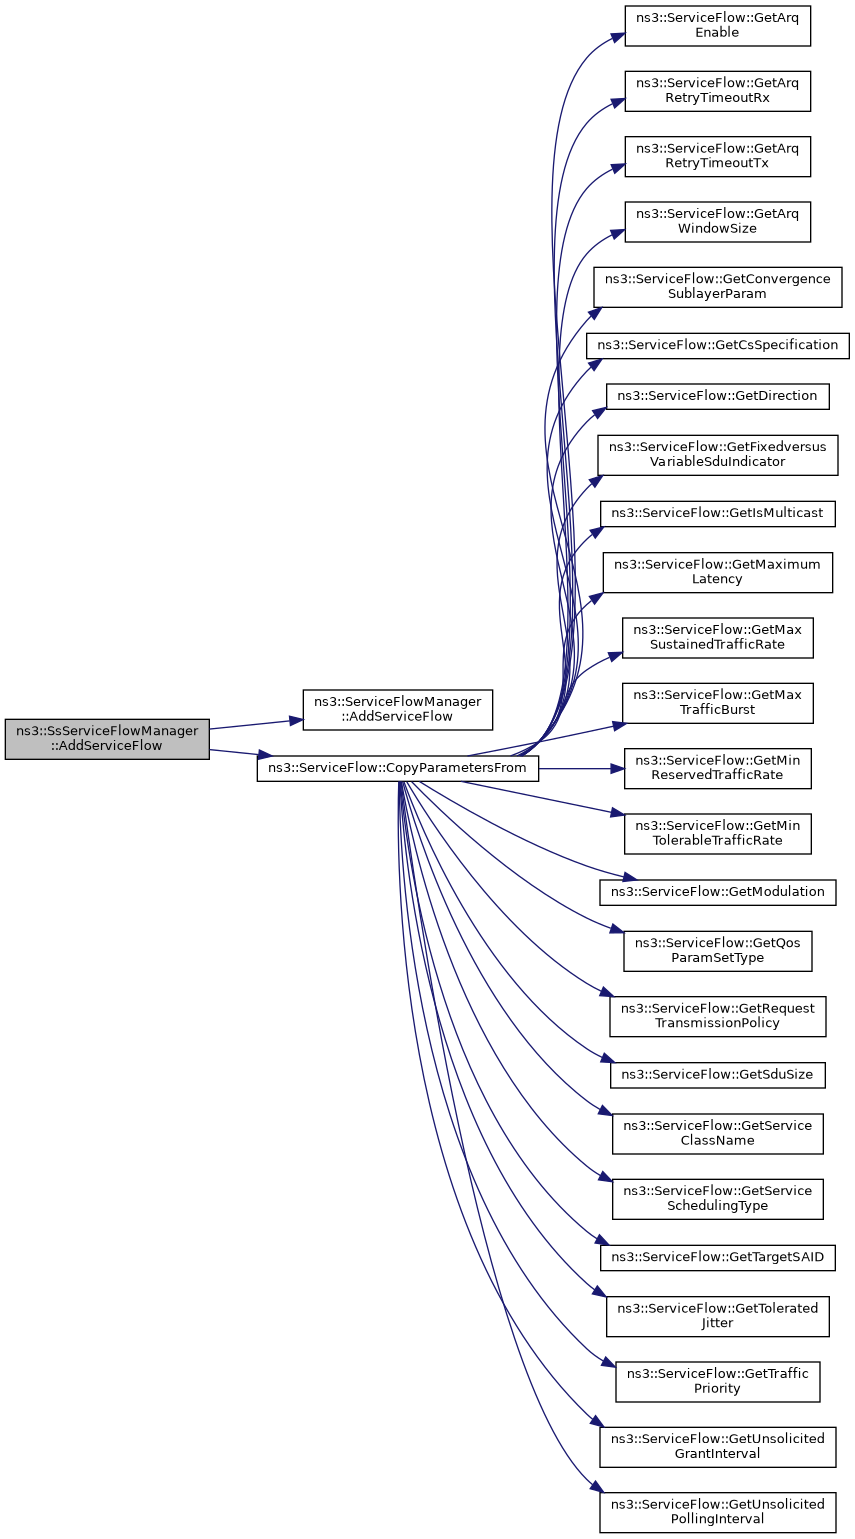 ns3::SsServiceFlowManager
::AddServiceFlow
ns3::ServiceFlowManager
::AddServiceFlow
ns3::ServiceFlow::CopyParametersFrom
ns3::ServiceFlow::GetArq
Enable
ns3::ServiceFlow::GetArq
RetryTimeoutRx
ns3::ServiceFlow::GetArq
RetryTimeoutTx
ns3::ServiceFlow::GetArq
WindowSize
ns3::ServiceFlow::GetConvergence
SublayerParam
ns3::ServiceFlow::GetCsSpecification
ns3::ServiceFlow::GetDirection
ns3::ServiceFlow::GetFixedversus
VariableSduIndicator
ns3::ServiceFlow::GetIsMulticast
ns3::ServiceFlow::GetMaximum
Latency
ns3::ServiceFlow::GetMax
SustainedTrafficRate
ns3::ServiceFlow::GetMax
TrafficBurst
ns3::ServiceFlow::GetMin
ReservedTrafficRate
ns3::ServiceFlow::GetMin
TolerableTrafficRate
ns3::ServiceFlow::GetModulation
ns3::ServiceFlow::GetQos
ParamSetType
ns3::ServiceFlow::GetRequest
TransmissionPolicy
ns3::ServiceFlow::GetSduSize
ns3::ServiceFlow::GetService
ClassName
ns3::ServiceFlow::GetService
SchedulingType
ns3::ServiceFlow::GetTargetSAID
ns3::ServiceFlow::GetTolerated
Jitter
ns3::ServiceFlow::GetTraffic
Priority
ns3::ServiceFlow::GetUnsolicited
GrantInterval
ns3::ServiceFlow::GetUnsolicited
PollingInterval